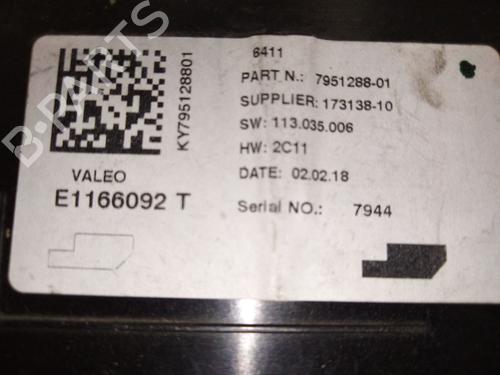 6411
PART N.: 7951288-01
SUPPLIER: 173138-10
SW: 113.035.006
HW: 2C11
DATE: 02.02.18
Serial NO.: 7944
KY795128801
VALEO
E1166092 T
B-PARTS